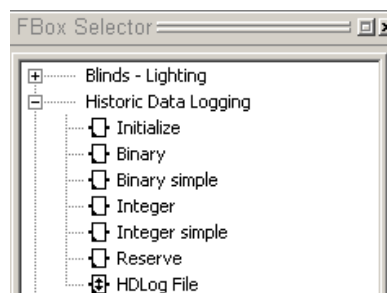 FBox Selector
Blinds - Lighting
Historic Data Logging
Initialize
Binary
Binary simple
Integer
Integer simple
Reserve
HDLog File